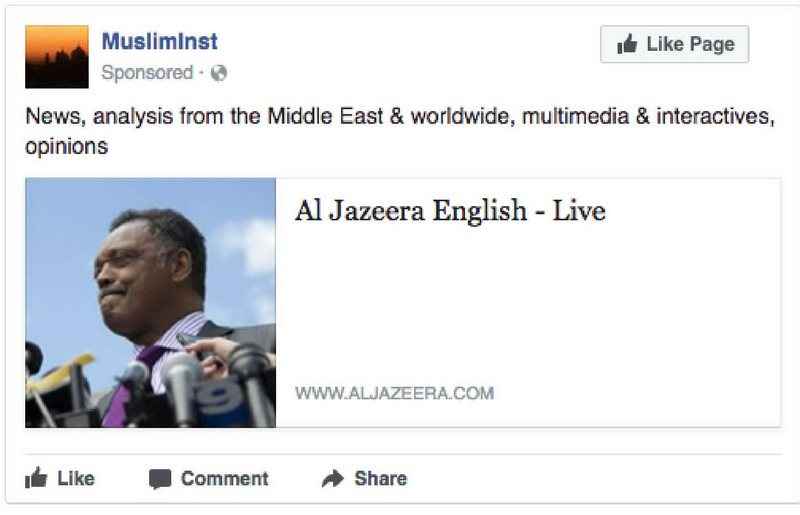 MuslimInst
Like Page
Sponsored ·
News, analysis from the Middle East & worldwide, multimedia & interactives,
opinions
Al Jazeera English - Live
9
WWW.ALJAZEERA.COM
Like Comment Share